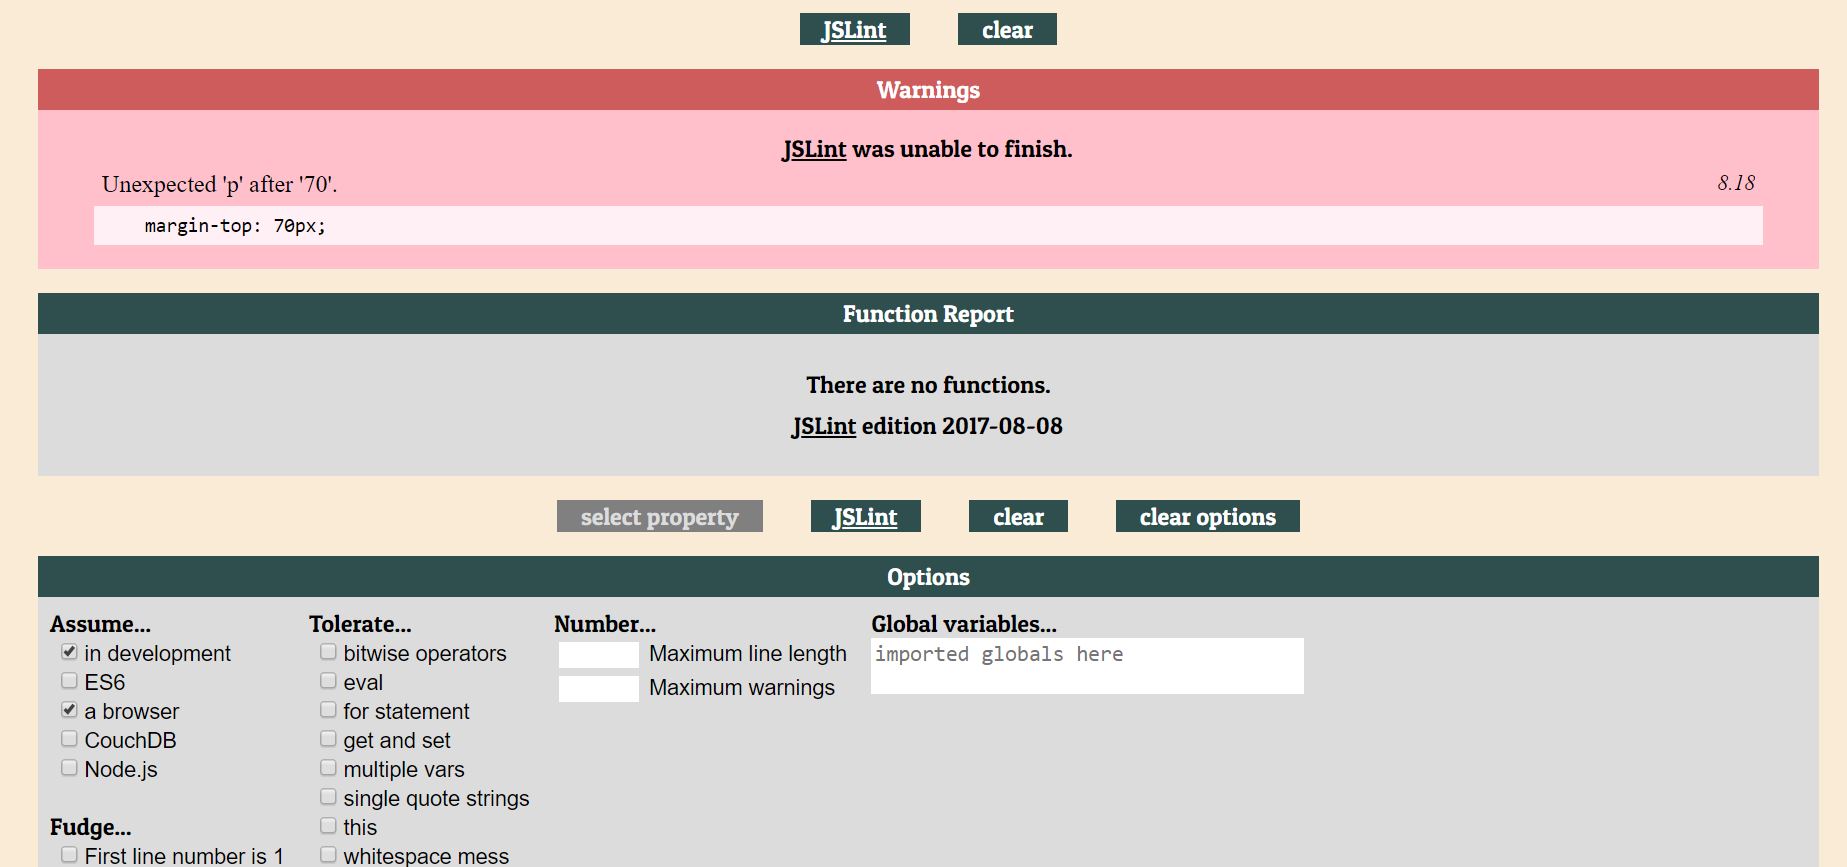 JSLint clear
Warnings
JSLint was unable to finish.
Unexpected 'p' after '70'. 8.18
margin-top: 70px;
Function Report
There are no functions.
JSLint edition 2017-08-08
select property JSLint clear clear options
Options
Assume... Tolerate... Number... Global variables...
in development bitwise operators Maximum line length imported globals here
ES6 eval Maximum warnings
a browser for statement
CouchDB get and set
Node.js multiple vars
single quote strings
Fudge... this
First line number is 1 whitespace mess